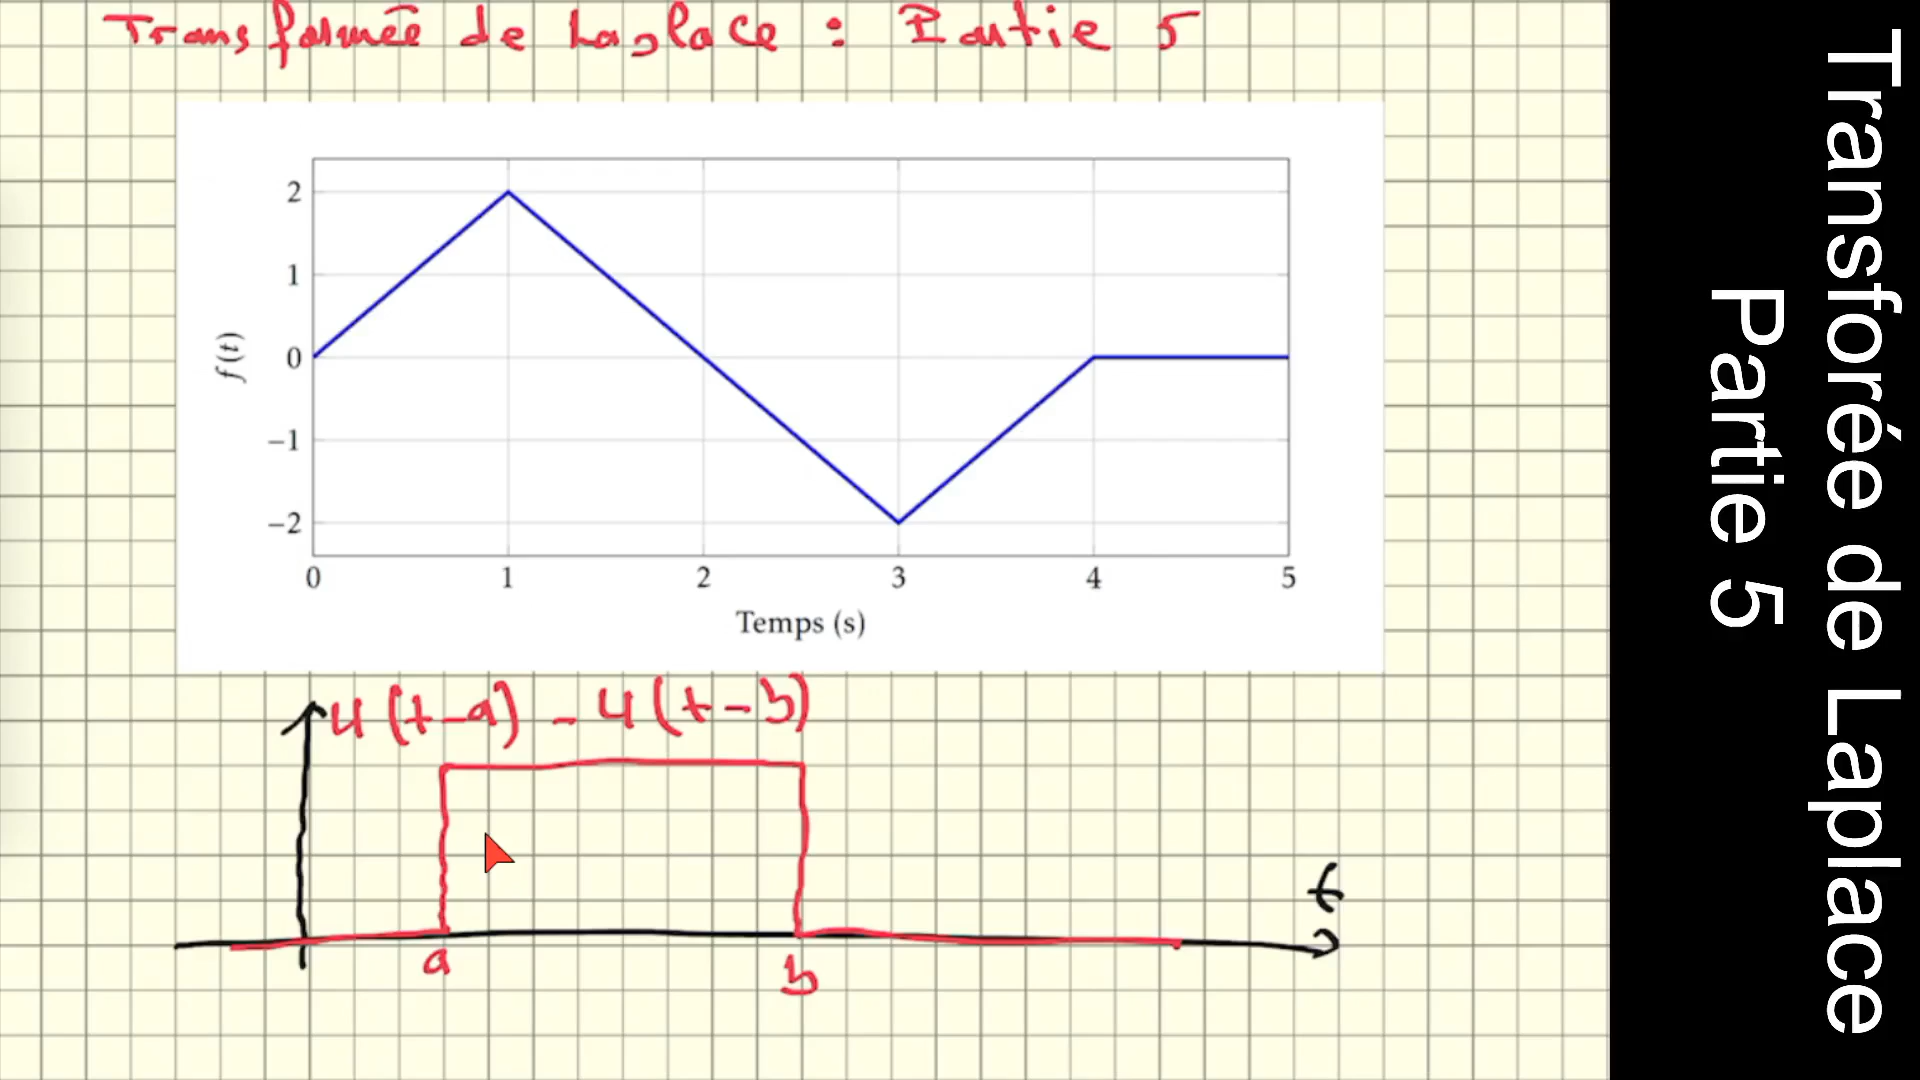 Transformée de Laplace : Partie 5
2
1
0
−1
−2
f(t)
0 1 2 3 4 5
Temps (s)
u(t-a) - u(t-b)
t
a
b
Transforée de Laplace
Partie 5